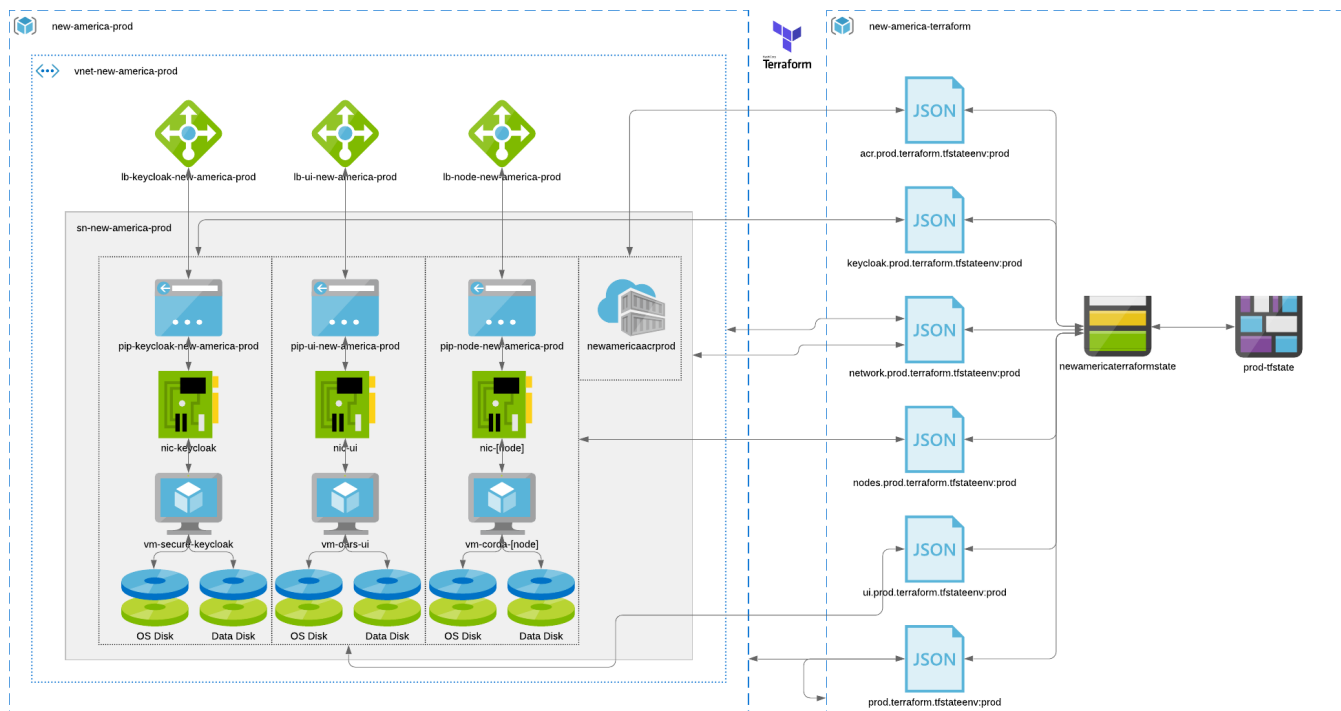 new-america-prod
vnet-new-america-prod
lb-keycloak-new-america-prod
lb-ui-new-america-prod
lb-node-new-america-prod
sn-new-america-prod
pip-keycloak-new-america-prod
pip-ui-new-america-prod
pip-node-new-america-prod
newamericaacrprod
nic-keycloak
nic-ui
nic-[node]
vm-secure-keycloak
vm-oars-ui
vm-corda-[node]
OS Disk
Data Disk
OS Disk
Data Disk
OS Disk
Data Disk
Terraform
new-america-terraform
JSON
acr.prod.terraform.tfstateenv:prod
JSON
keycloak.prod.terraform.tfstateenv:prod
JSON
network.prod.terraform.tfstateenv:prod
JSON
nodes.prod.terraform.tfstateenv:prod
JSON
ui.prod.terraform.tfstateenv:prod
JSON
prod.terraform.tfstateenv:prod
newamericaterraformstate
prod-tfstate